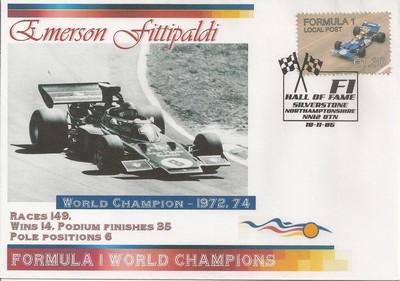 Emerson Fittipaldi
FORMULA 1
LOCAL POST
F1
HALL OF FAME
SILVERSTONE
NORTHAMPTONSHIRE
NN12 8TN
18-11-06
8
WORLD CHAMPION - 1972, 74
RACES 149,
WINS 14, PODIUM FINISHES 35
POLE POSITIONS 6
FORMULA 1 WORLD CHAMPIONS